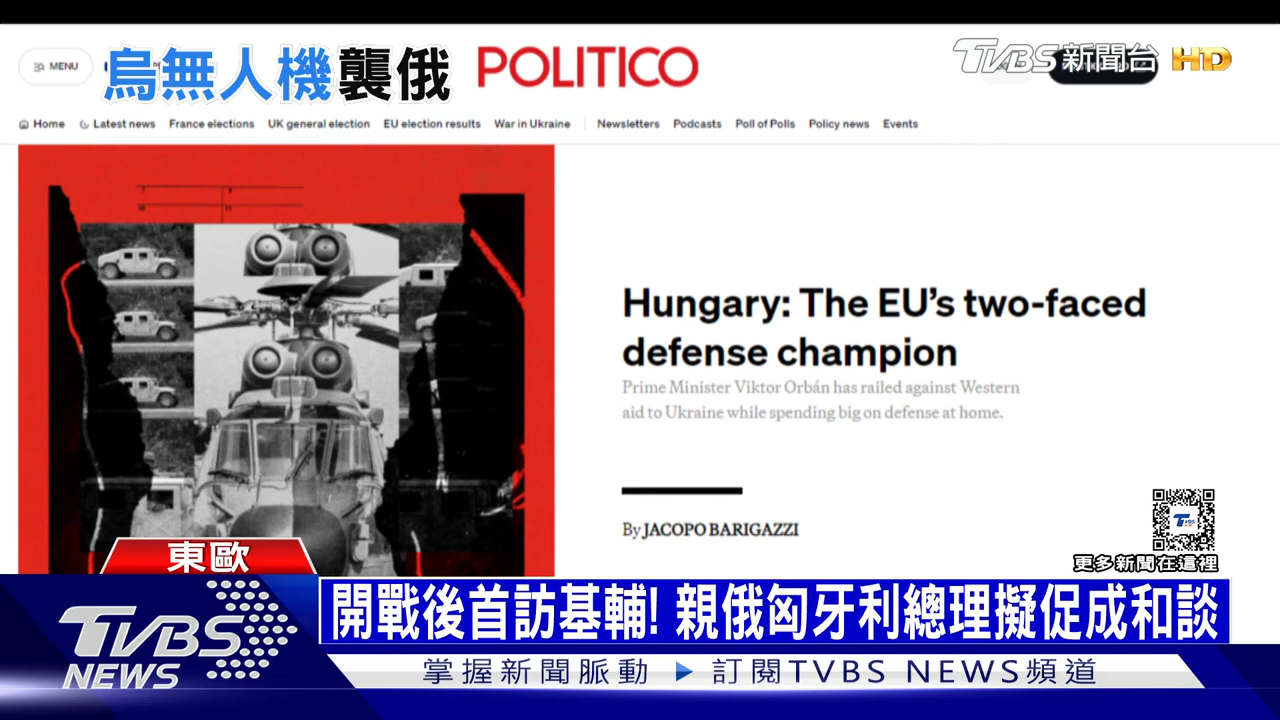 MENU
烏無人機襲俄
POLITICO
TVBS新聞台 HD
Home Latest news France elections UK general election EU election results War in Ukraine Newsletters Podcasts Poll of Polls Policy news Events
Hungary: The EU's two-faced
defense champion
Prime Minister Viktor Orbán has railed against Western
aid to Ukraine while spending big on defense at home.
By JACOPO BARIGAZZI
TVBS
更多新聞在這裡
東歐
開戰後首訪基輔! 親俄匈牙利總理擬促成和談
TVBS
NEWS
掌握新聞脈動 ▶ 訂閱TVBS NEWS頻道